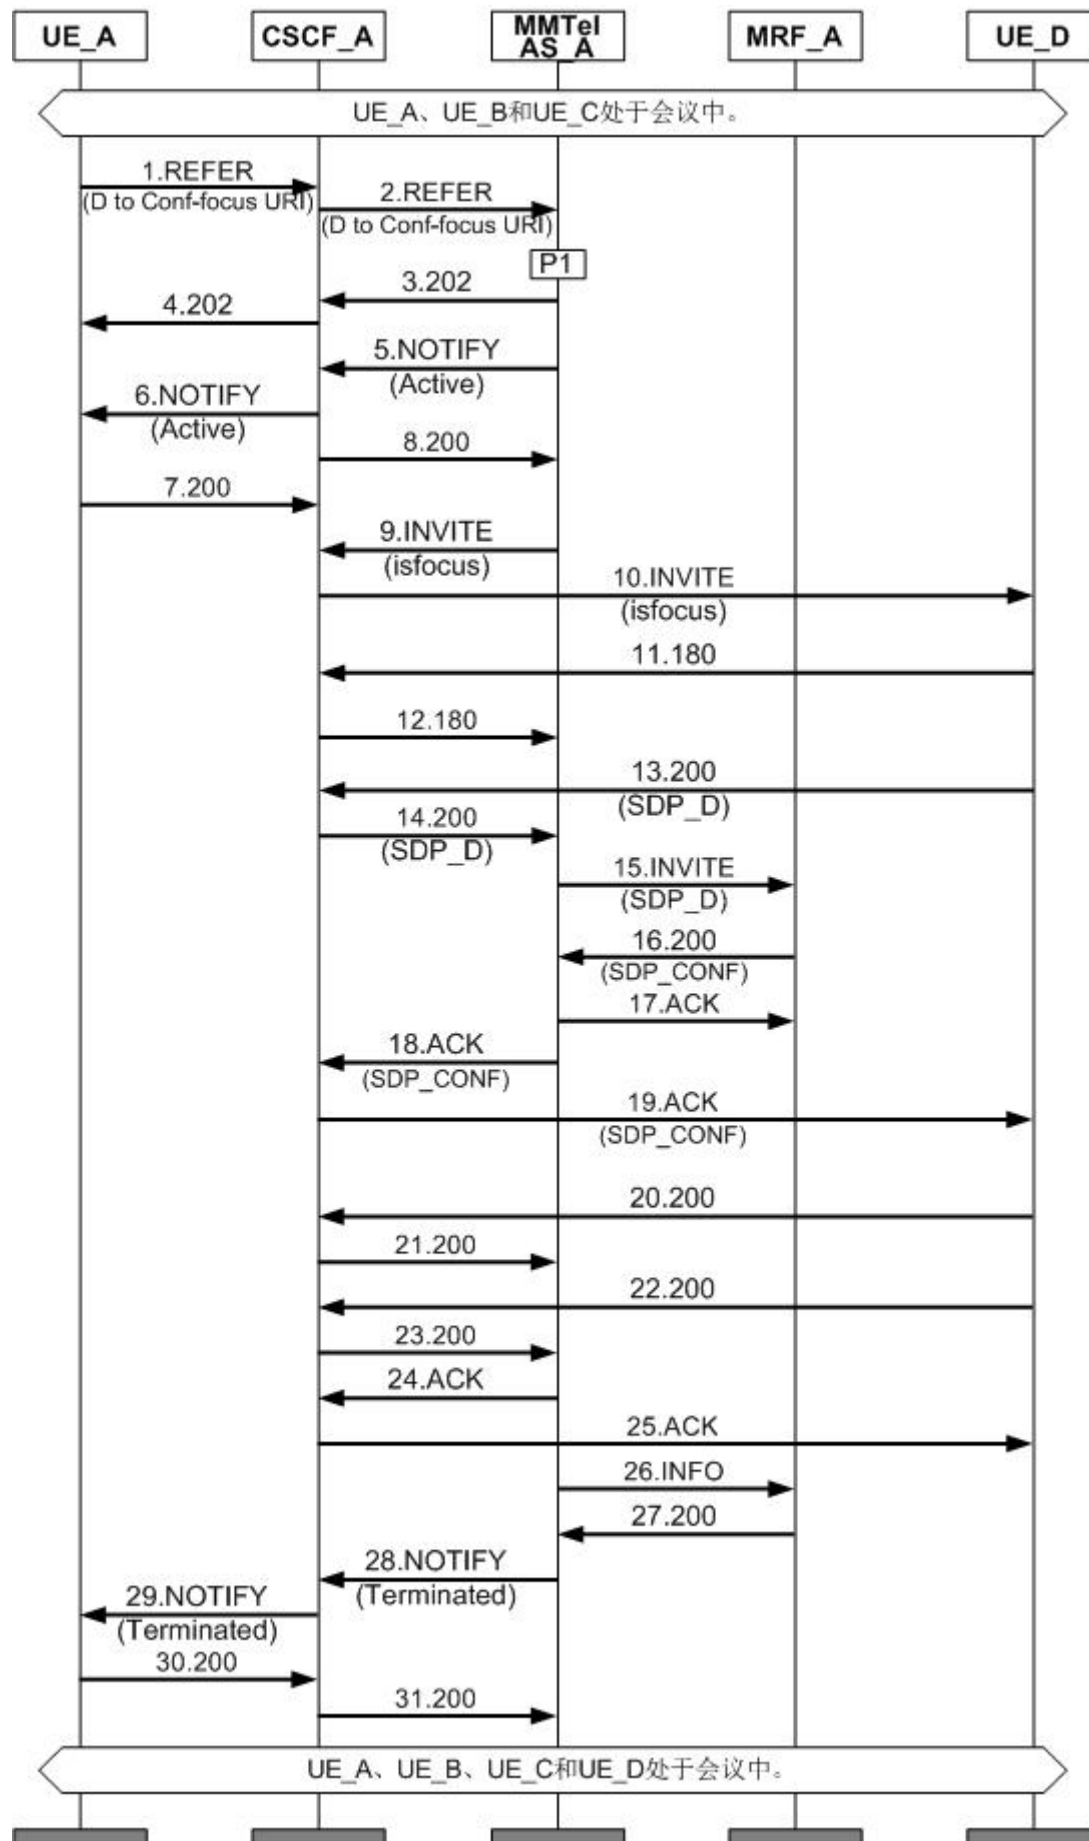 UE_A
CSCF_A
MMTel
AS_A
MRF_A
UE_D
UE_A、UE_B和UE_C处于会议中。
1.REFER
(D to Conf-focus URI)
2.REFER
(D to Conf-focus URI)
P1
3.202
4.202
5.NOTIFY
(Active)
6.NOTIFY
(Active)
8.200
7.200
9.INVITE
(isfocus)
10.INVITE
(isfocus)
11.180
12.180
13.200
(SDP_D)
14.200
(SDP_D)
15.INVITE
(SDP_D)
16.200
(SDP_CONF)
17.ACK
18.ACK
(SDP_CONF)
19.ACK
(SDP_CONF)
20.200
21.200
22.200
23.200
24.ACK
25.ACK
26.INFO
27.200
28.NOTIFY
(Terminated)
29.NOTIFY
(Terminated)
30.200
31.200
UE_A、UE_B、UE_C和UE_D处于会议中。